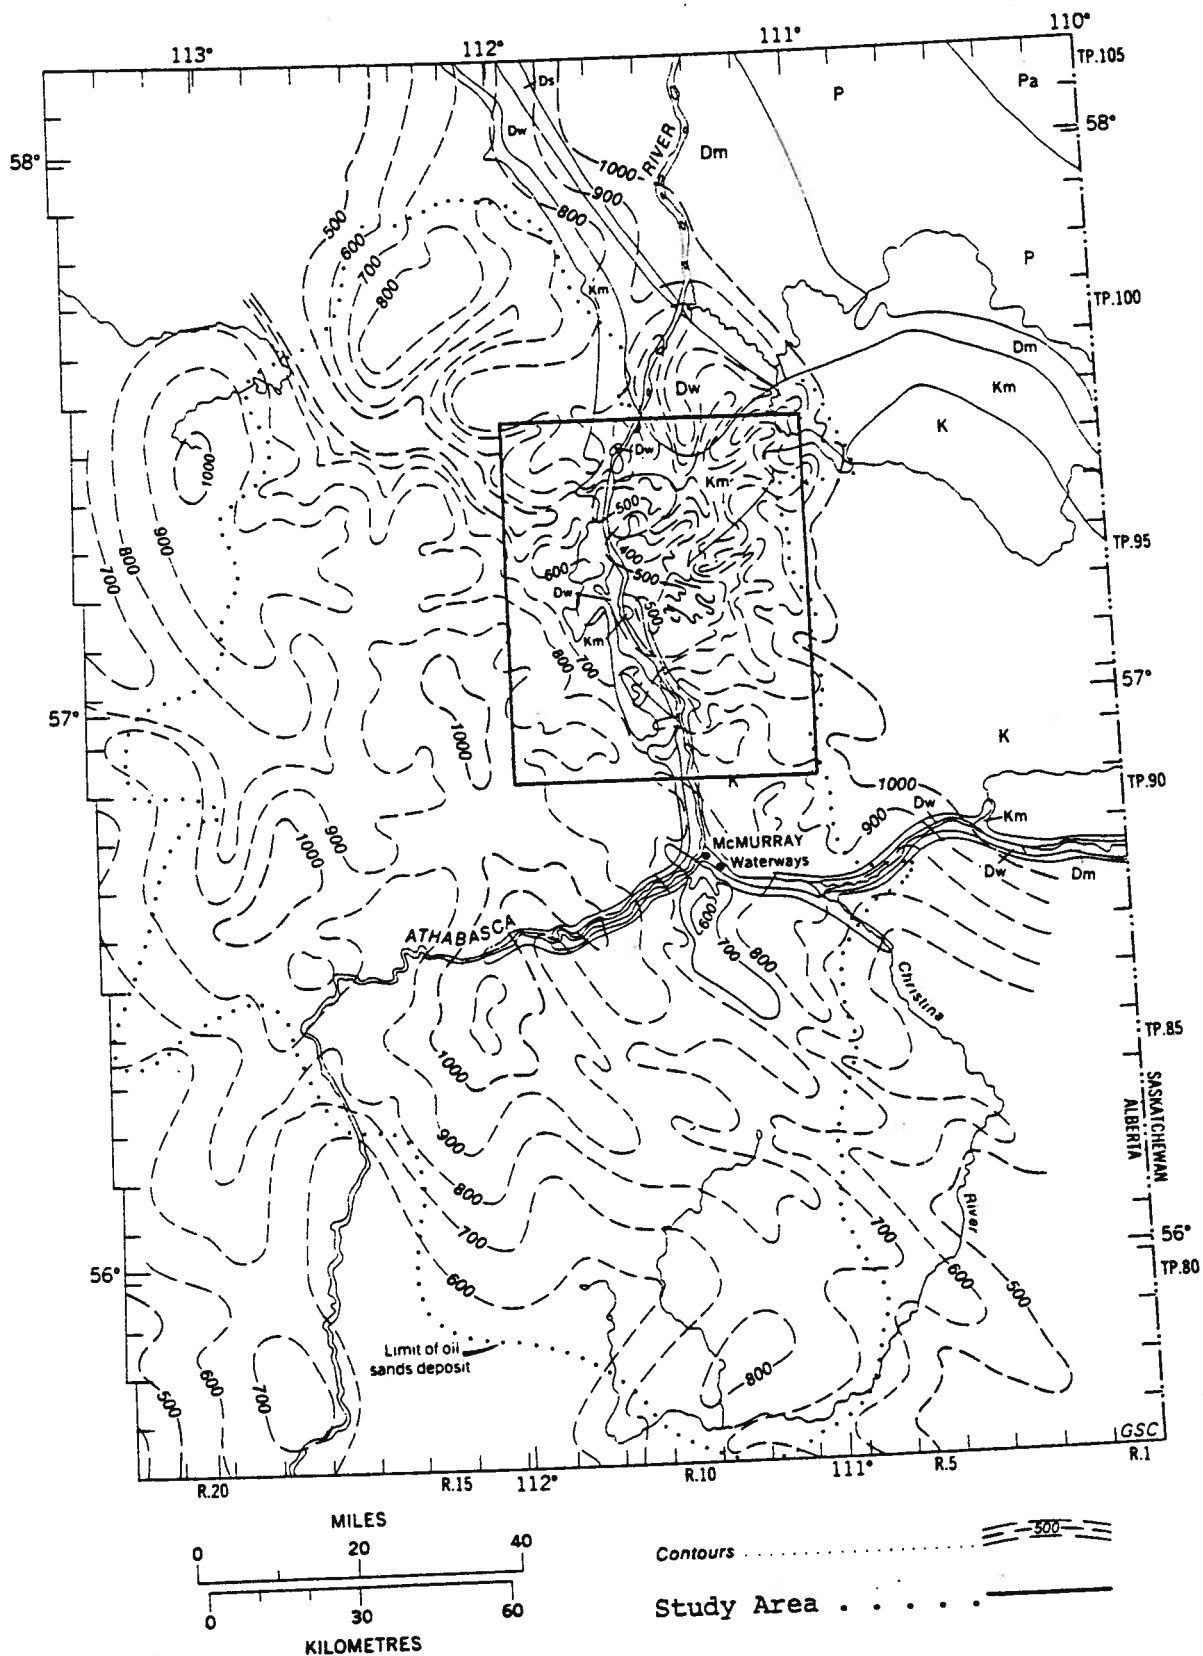 113°
112°
111°
110°
TP.105
Ds
Dw
P
Pa
58°
58°
RIVER
Dm
1000
900
800
500
600
700
800
P
Km
TP.100
Dm
Km
K
Dw
1000
Dw
Km
500
TP.95
900
800
700
400
600
500
Dw
500
Km
800
700
57°
57°
1000
K
TP.90
K
1000
Dw
Km
900
900
1000
McMURRAY
Waterways
Dw
Dm
ATHABASCA
600
700
800
Christina
1000
TP.85
SASKATCHEWAN
ALBERTA
900
800
700
River
700
56°
56°
600
600
500
TP.80
Limit of oil
sands deposit
800
500
600
700
GSC
R.20
R.15
112°
R.10
111°
R.5
R.1
MILES
0
20
40
0
30
60
KILOMETRES
Contours
500
Study Area